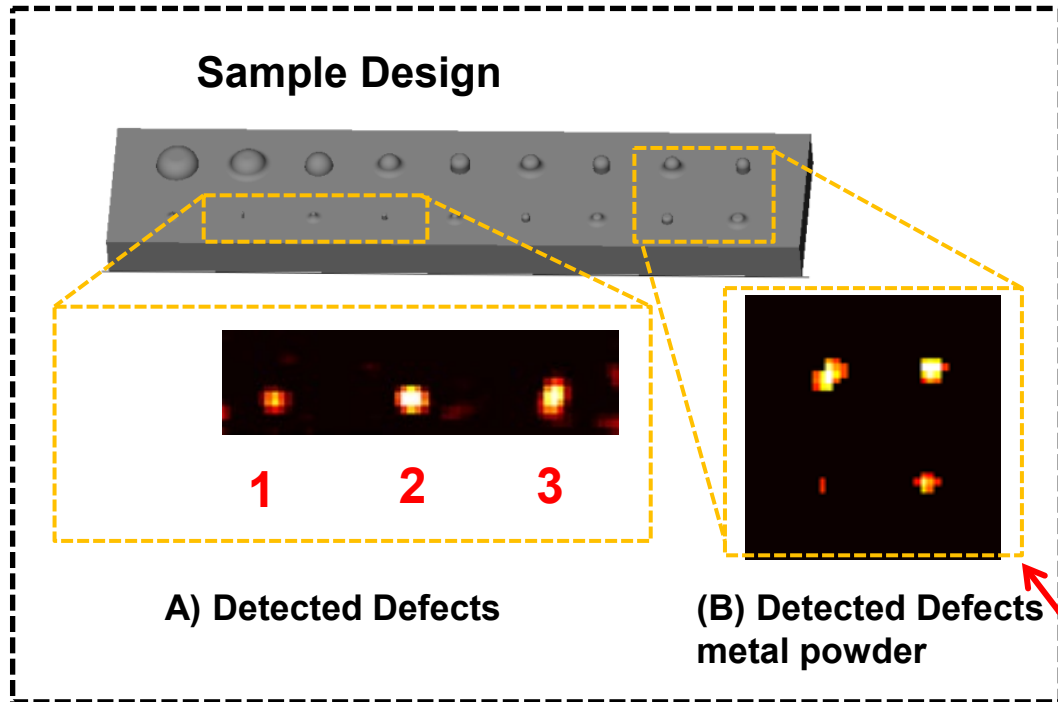 Sample Design
1 2 3
A) Detected Defects
(B) Detected Defects
metal powder